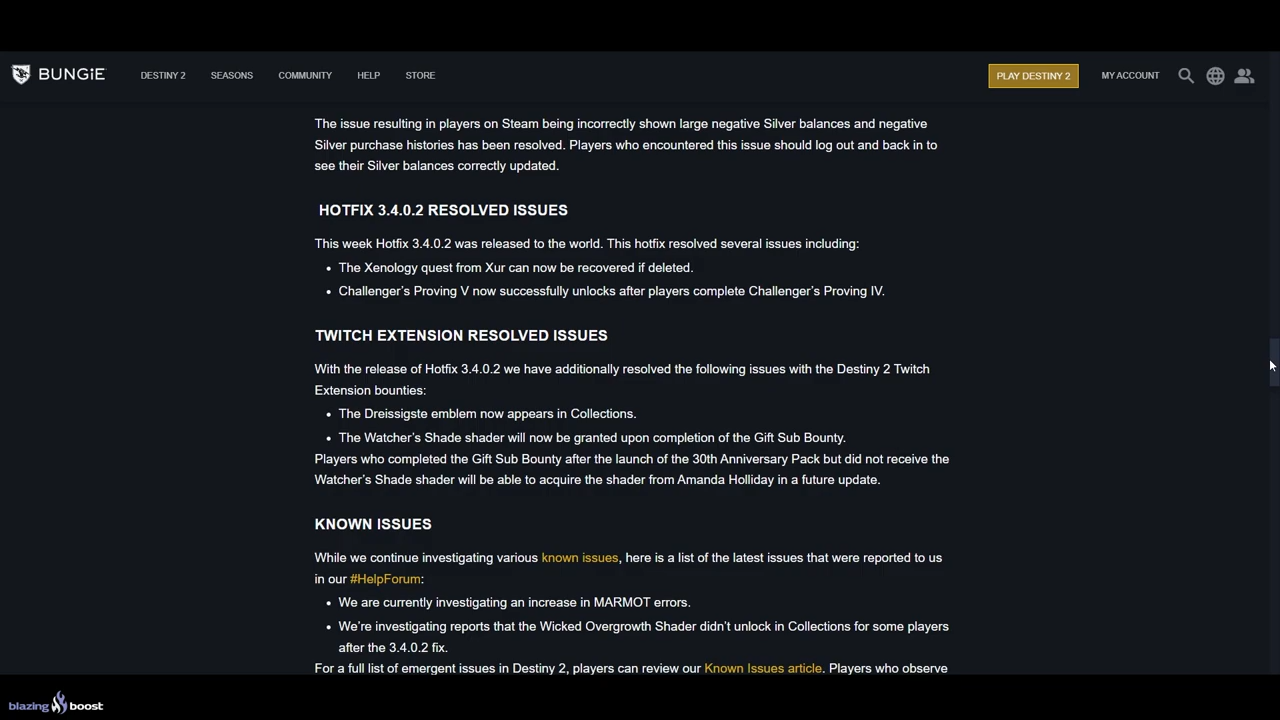 BUNGiE DESTINY 2 SEASONS COMMUNITY HELP STORE PLAY DESTINY 2 MY ACCOUNT
The issue resulting in players on Steam being incorrectly shown large negative Silver balances and negative
Silver purchase histories has been resolved. Players who encountered this issue should log out and back in to
see their Silver balances correctly updated.
HOTFIX 3.4.0.2 RESOLVED ISSUES
This week Hotfix 3.4.0.2 was released to the world. This hotfix resolved several issues including:
• The Xenology quest from Xur can now be recovered if deleted.
• Challenger's Proving V now successfully unlocks after players complete Challenger's Proving IV.
TWITCH EXTENSION RESOLVED ISSUES
With the release of Hotfix 3.4.0.2 we have additionally resolved the following issues with the Destiny 2 Twitch
Extension bounties:
• The Dreissigste emblem now appears in Collections.
• The Watcher's Shade shader will now be granted upon completion of the Gift Sub Bounty.
Players who completed the Gift Sub Bounty after the launch of the 30th Anniversary Pack but did not receive the
Watcher's Shade shader will be able to acquire the shader from Amanda Holliday in a future update.
KNOWN ISSUES
While we continue investigating various known issues, here is a list of the latest issues that were reported to us
in our #HelpForum:
• We are currently investigating an increase in MARMOT errors.
• We're investigating reports that the Wicked Overgrowth Shader didn't unlock in Collections for some players
after the 3.4.0.2 fix.
For a full list of emergent issues in Destiny 2, players can review our Known Issues article. Players who observe
blazing boost